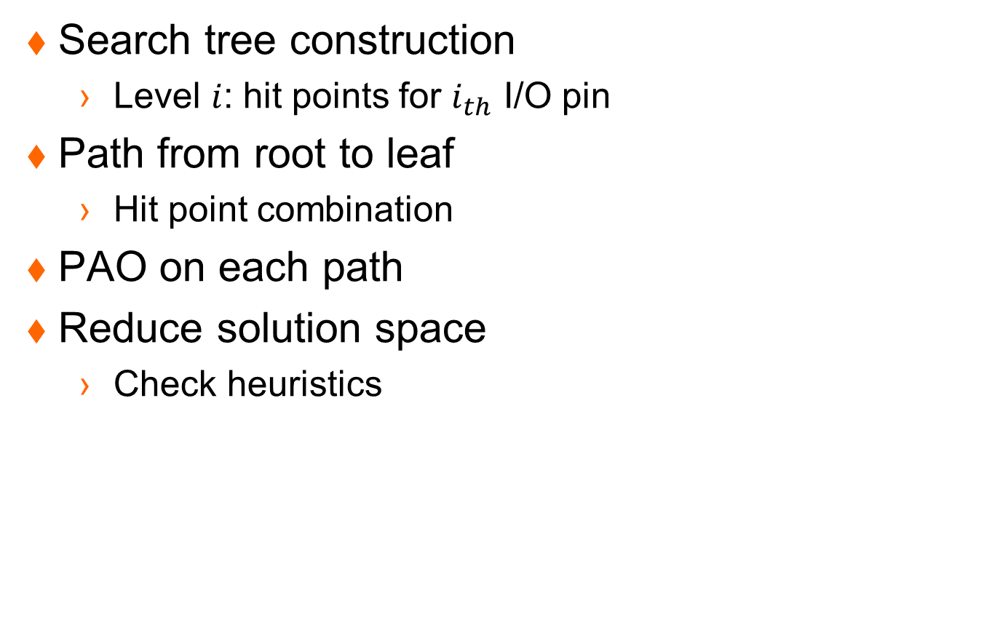 ♦ Search tree construction
› Level 𝑖: hit points for 𝑖ₜₕ I/O pin
♦ Path from root to leaf
› Hit point combination
♦ PAO on each path
♦ Reduce solution space
› Check heuristics